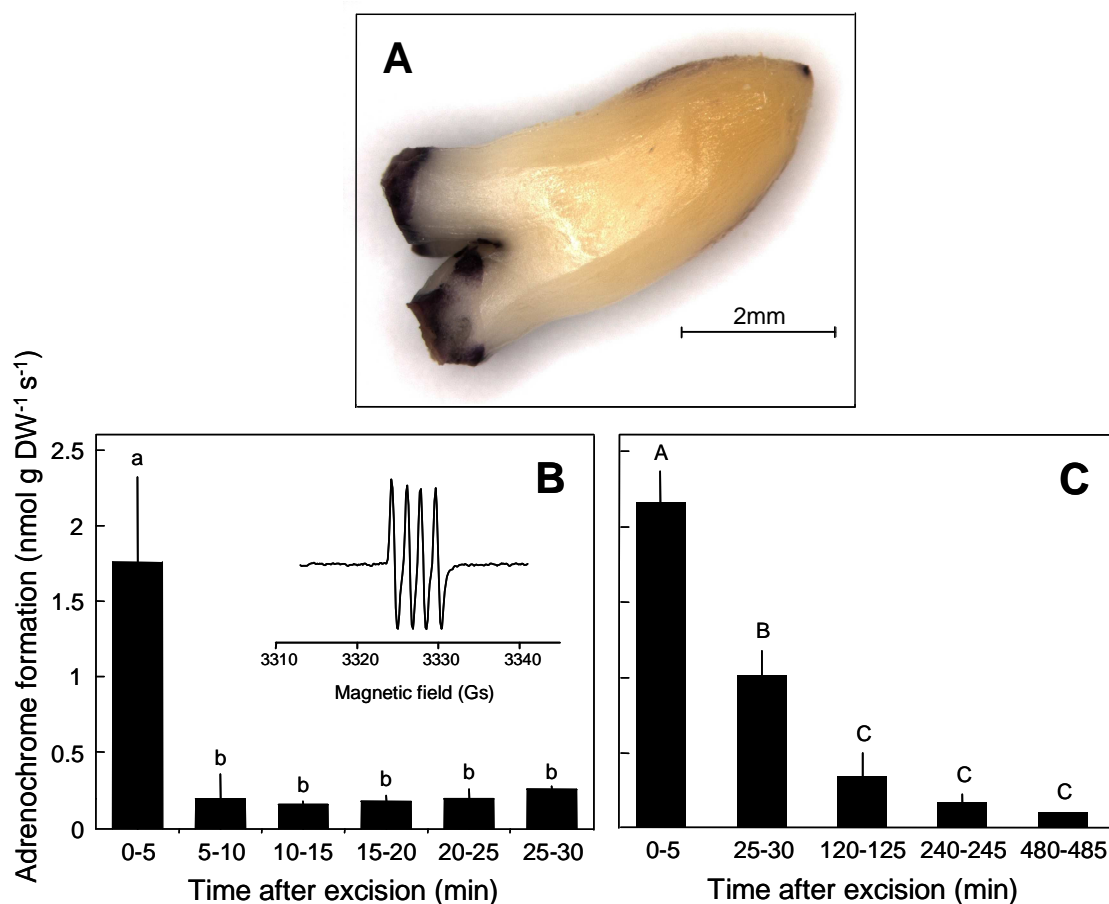 A
2mm
Adrenochrome formation (nmol g DW⁻¹ s⁻¹)
B
2.5
2
1.5
1
0.5
0
a
b
b
b
b
b
3310
3320
3330
3340
Magnetic field (Gs)
0-5
5-10
10-15
15-20
20-25
25-30
Time after excision (min)
C
A
B
C
C
C
0-5
25-30
120-125
240-245
480-485
Time after excision (min)